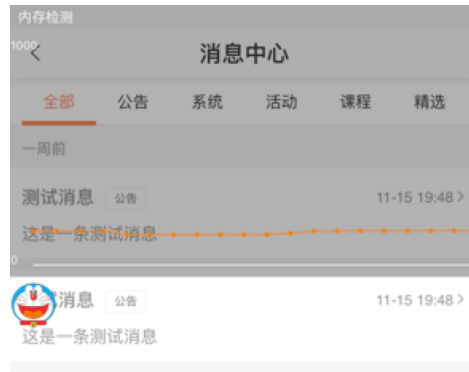 内存检测
1000
消息中心
全部 公告 系统 活动 课程 精选
一周前
测试消息 公告 11-15 19:48
这是一条测试消息
0
消息 公告 11-15 19:48
这是一条测试消息